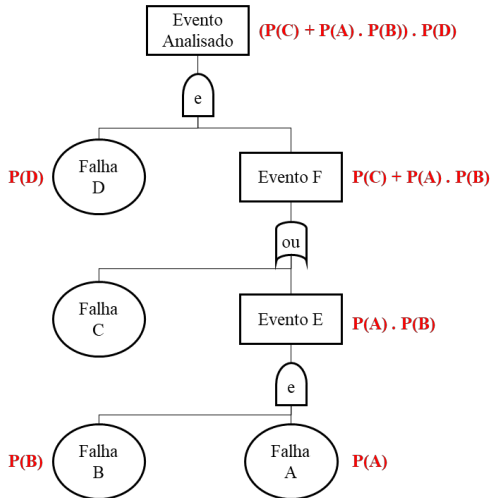 Evento
Analisado
(P(C) + P(A) . P(B)) . P(D)
e
P(D)
Falha
D
Evento F
P(C) + P(A) . P(B)
ou
Falha
C
Evento E
P(A) . P(B)
e
P(B)
Falha
B
Falha
A
P(A)